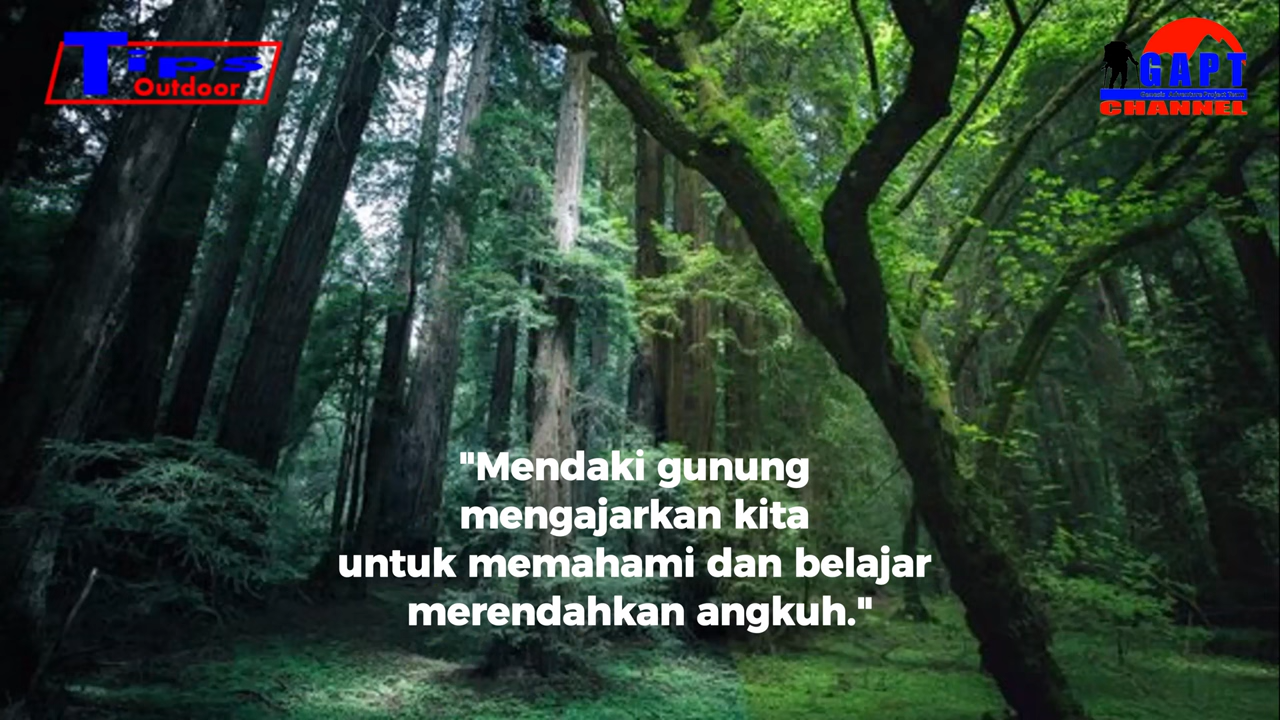 Tips
Outdoor
GAPT
CHANNEL
"Mendaki gunung
mengajarkan kita
untuk memahami dan belajar
merendahkan angkuh."